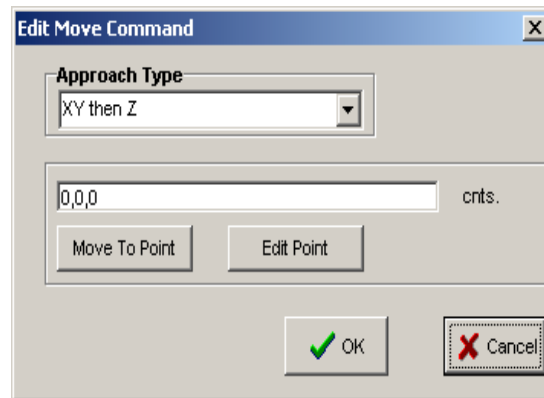 Edit Move Command
Approach Type
XY then Z
0,0,0 cnts.
Move To Point Edit Point
OK Cancel